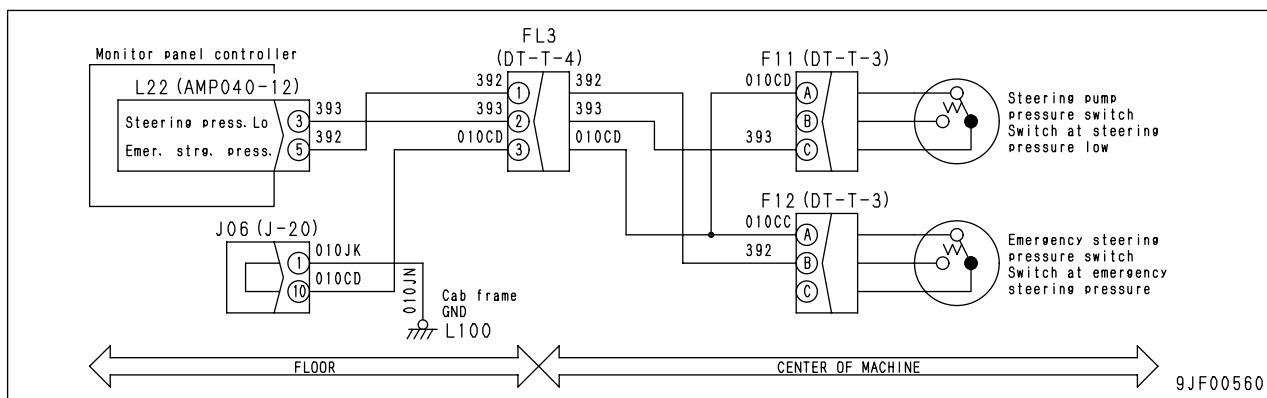 Monitor panel controller
L22 (AMP040-12)
Steering press. Lo
Emer. strg. press.
3
5
393
392
FL3
(DT-T-4)
392
393
010CD
1
2
3
392
393
010CD
F11 (DT-T-3)
010CD
393
A
B
C
Steering pump
pressure switch
Switch at steering
pressure low
F12 (DT-T-3)
010CC
392
A
B
C
Emergency steering
pressure switch
Switch at emergency
steering pressure
J06 (J-20)
1
10
010JK
010CD
010JN
Cab frame
GND
L100
FLOOR
CENTER OF MACHINE
9JF00560